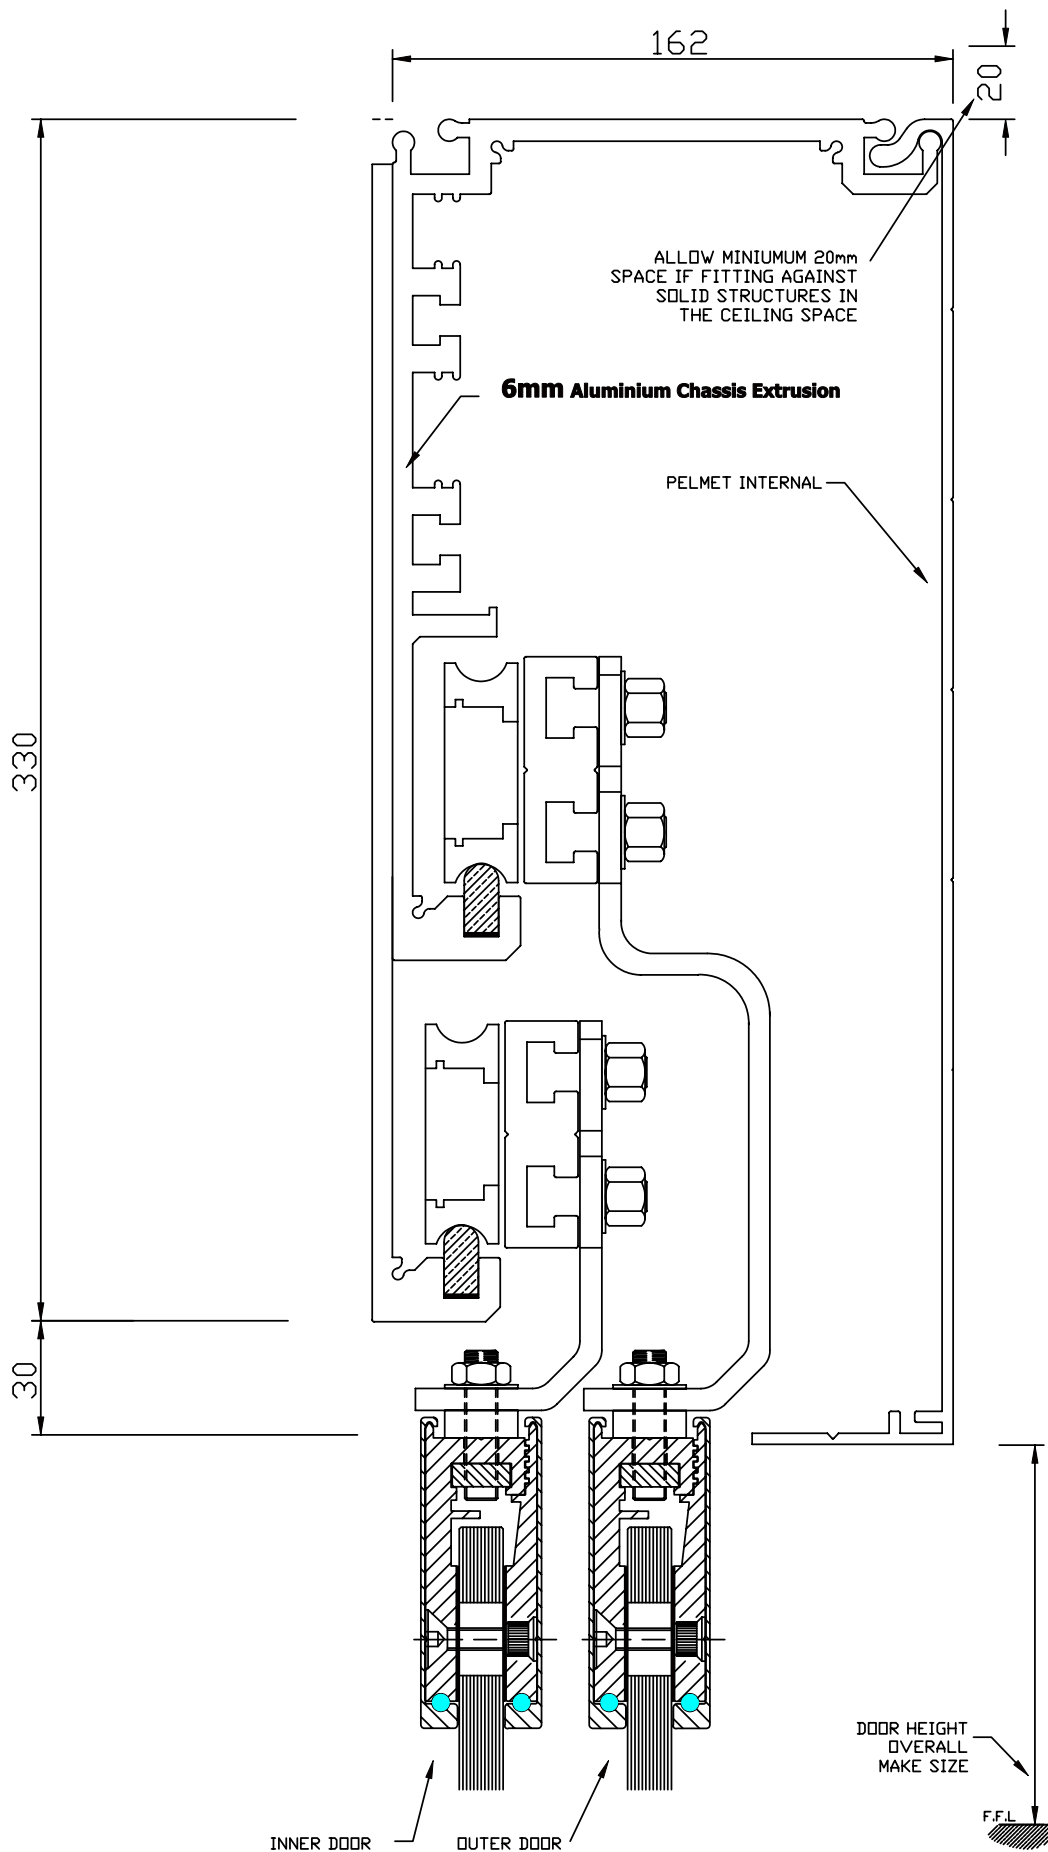 162
20
ALLOW MINIUMUM 20mm
SPACE IF FITTING AGAINST
SOLID STRUCTURES IN
THE CEILING SPACE
6mm Aluminium Chassis Extrusion
PELMET INTERNAL
330
30
DOOR HEIGHT
OVERALL
MAKE SIZE
F.F.L
INNER DOOR
OUTER DOOR